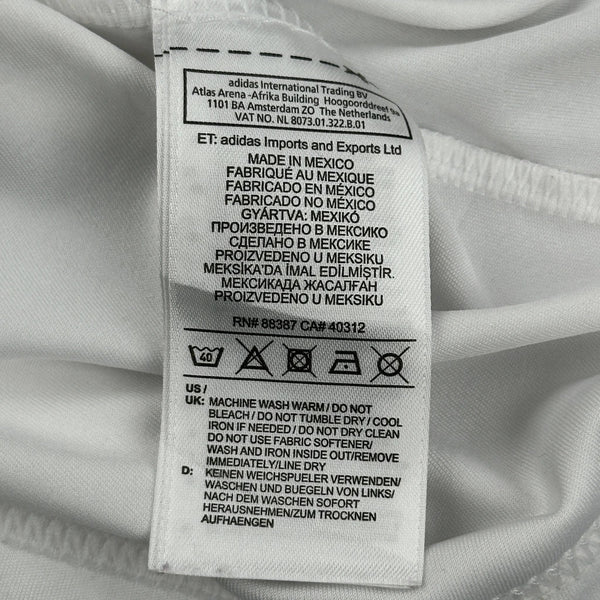 adidas International Trading BV
Atlas Arena -Afrika Building Hoogoorddreef 9a
1101 BA Amsterdam ZO The Netherlands
VAT NO. NL 8073.01.322.B.01
ET: adidas Imports and Exports Ltd
MADE IN MEXICO
FABRIQUÉ AU MEXIQUE
FABRICADO EN MÉXICO
FABRICADO NO MÉXICO
GYÁRTVA: MEXIKÓ
ПРОИЗВЕДЕНО В МЕКСИКО
СДЕЛАНО В МЕКСИКЕ
PROIZVEDENO U MEKSIKU
MEKSİKA'DA İMAL EDİLMİŞTİR.
МЕКСИКАДА ЖАСАЛҒАН
PROIZVEDENO U MEKSIKU
RN# 88387 CA# 40312
40
US /
UK: MACHINE WASH WARM / DO NOT
BLEACH / DO NOT TUMBLE DRY / COOL
IRON IF NEEDED / DO NOT DRY CLEAN
DO NOT USE FABRIC SOFTENER/
WASH AND IRON INSIDE OUT/REMOVE
IMMEDIATELY/LINE DRY
D: KEINEN WEICHSPUELER VERWENDEN/
WASCHEN UND BUEGELN VON LINKS/
NACH DEM WASCHEN SOFORT
HERAUSNEHMEN/ZUM TROCKNEN
AUFHAENGEN